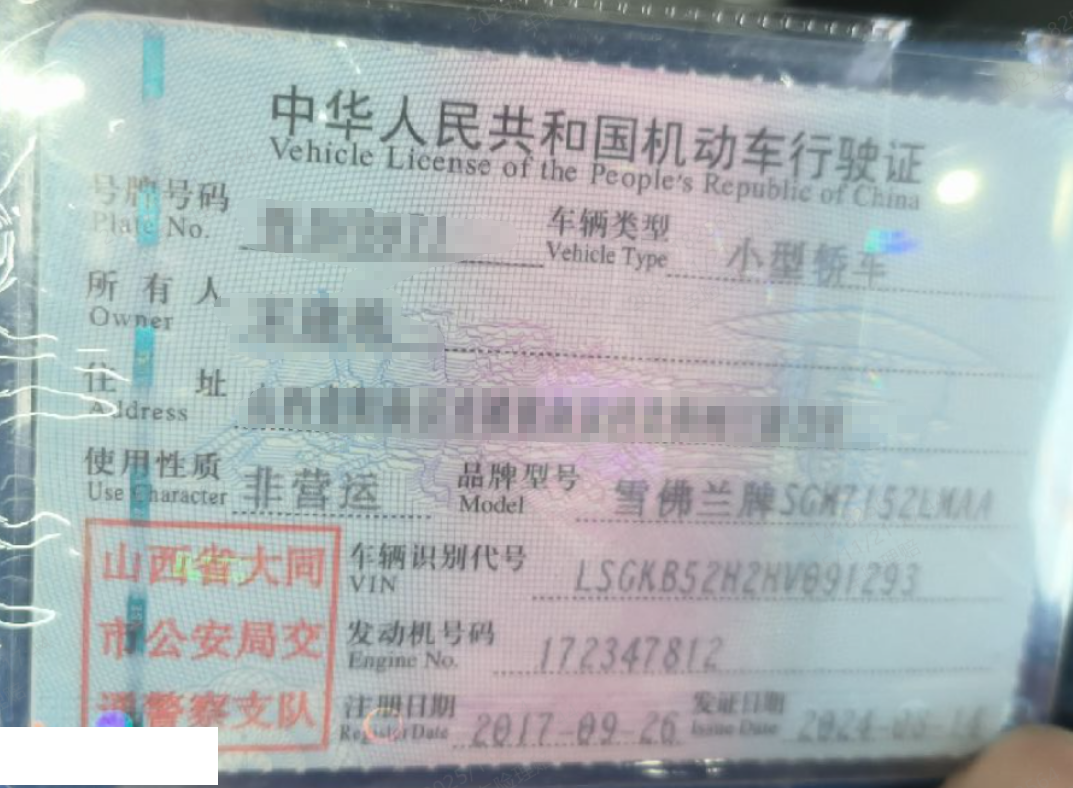 中华人民共和国机动车行驶证
Vehicle License of the People's Republic of China
号牌号码 车辆类型 小型轿车
Plate No. Vehicle Type
所有人
Owner
住址
Address
使用性质 非营运 品牌型号 雪佛兰牌SGM7152LMAA
Use Character Model
山西省大同
市公安局交
通警察支队
车辆识别代号 LSGKB52H2HV091293
VIN
发动机号码 172347812
Engine No.
注册日期 2017-09-26 发证日期 2024-08-14
Register Date Issue Date